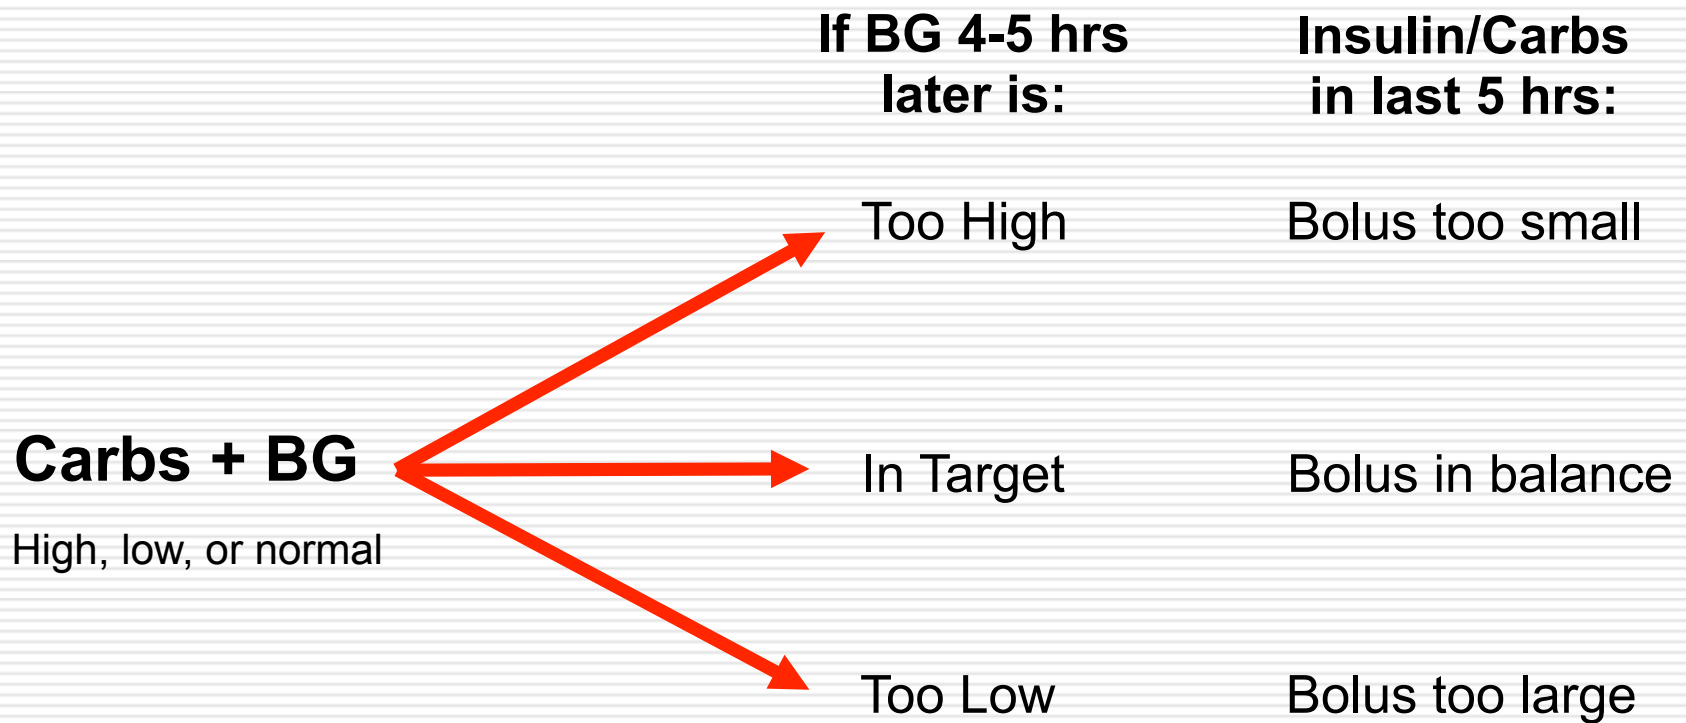 If BG 4-5 hrs
later is:
Insulin/Carbs
in last 5 hrs:
Too High
Bolus too small
Carbs + BG
High, low, or normal
In Target
Bolus in balance
Too Low
Bolus too large